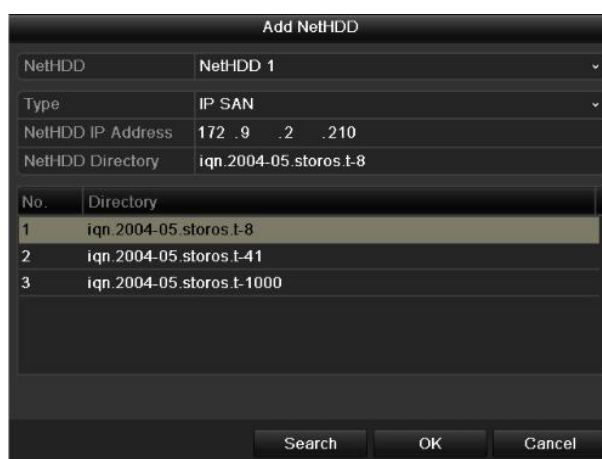 Add NetHDD
NetHDD NetHDD 1
Type IP SAN
NetHDD IP Address 172 .9 .2 .210
NetHDD Directory iqn.2004-05.storos.t-8
No. Directory
1 iqn.2004-05.storos.t-8
2 iqn.2004-05.storos.t-41
3 iqn.2004-05.storos.t-1000
Search OK Cancel